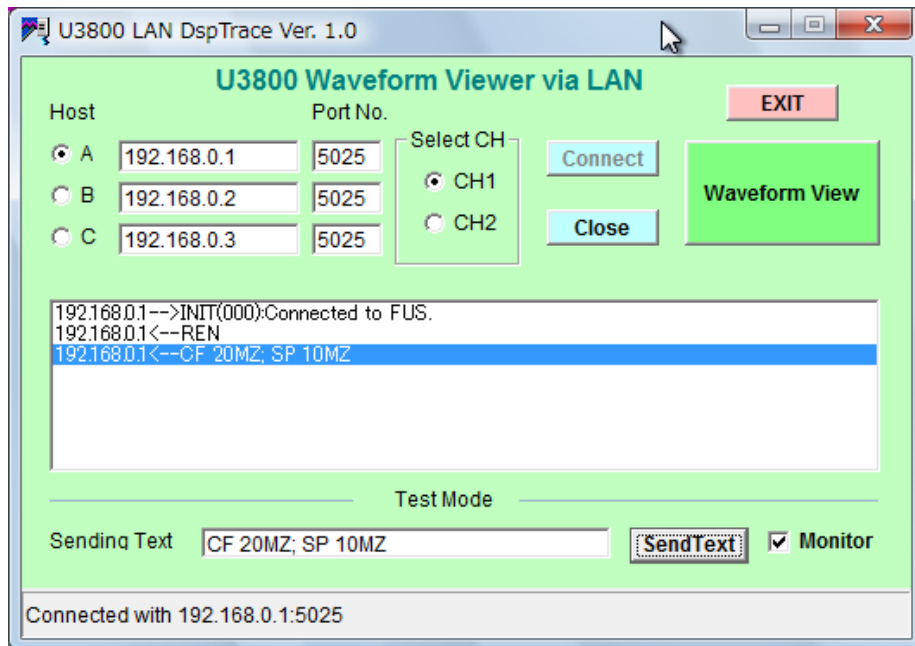 U3800 LAN DspTrace Ver. 1.0
U3800 Waveform Viewer via LAN
EXIT
Host
Port No.
Select CH
A 192.168.0.1 5025
B 192.168.0.2 5025
C 192.168.0.3 5025
CH1
CH2
Connect
Close
Waveform View
192.168.0.1-->INIT(000):Connected to FUS.
192.168.0.1<--REN
192.168.0.1<--CF 20MZ; SP 10MZ
Test Mode
Sending Text CF 20MZ; SP 10MZ SendText Monitor
Connected with 192.168.0.1:5025